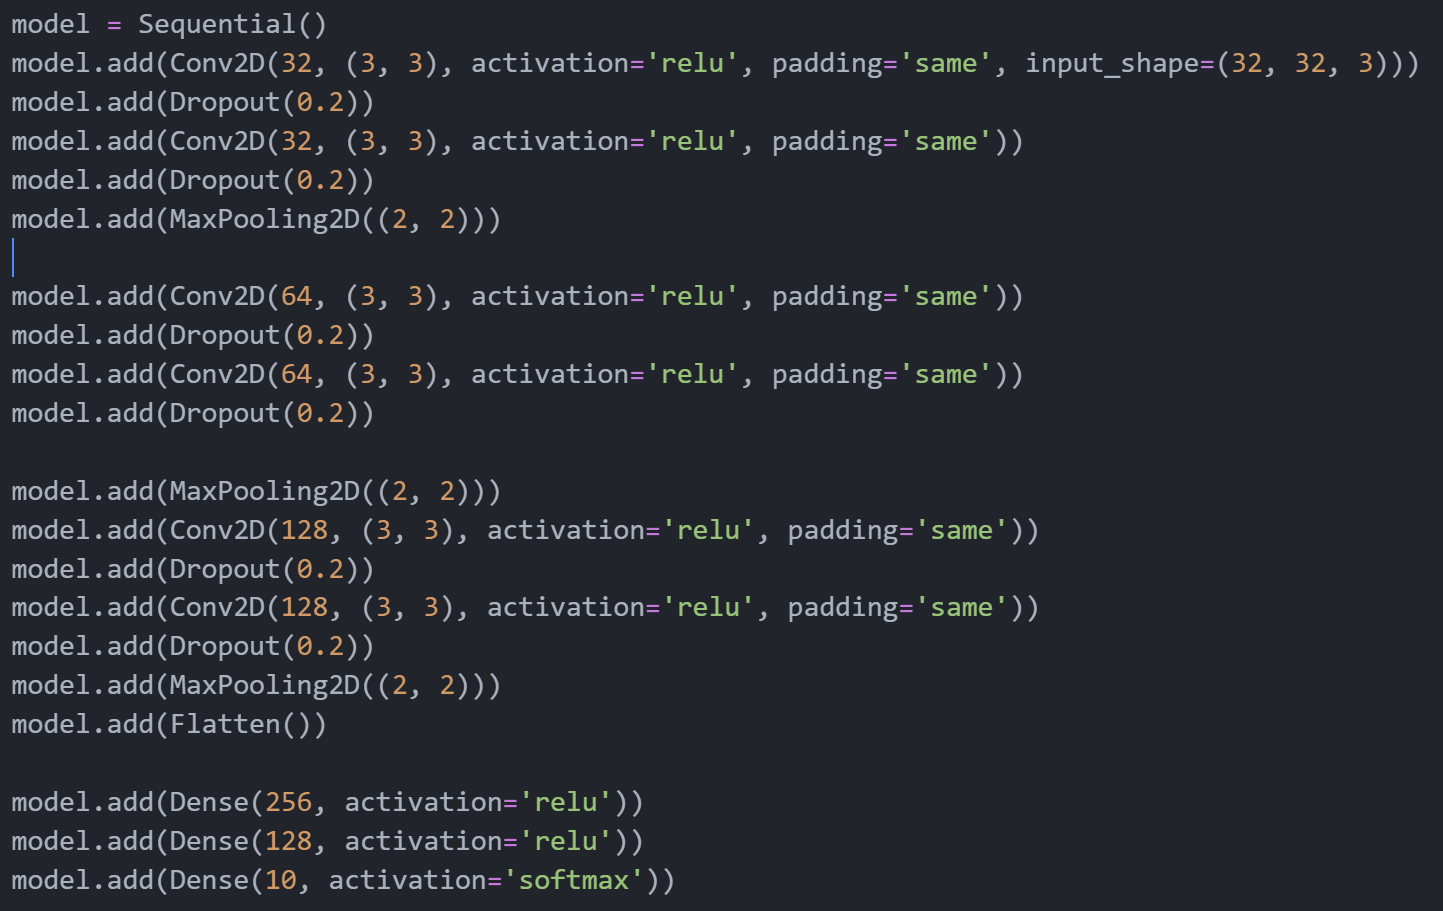 model = Sequential()
model.add(Conv2D(32, (3, 3), activation='relu', padding='same', input_shape=(32, 32, 3)))
model.add(Dropout(0.2))
model.add(Conv2D(32, (3, 3), activation='relu', padding='same'))
model.add(Dropout(0.2))
model.add(MaxPooling2D((2, 2)))
model.add(Conv2D(64, (3, 3), activation='relu', padding='same'))
model.add(Dropout(0.2))
model.add(Conv2D(64, (3, 3), activation='relu', padding='same'))
model.add(Dropout(0.2))
model.add(MaxPooling2D((2, 2)))
model.add(Conv2D(128, (3, 3), activation='relu', padding='same'))
model.add(Dropout(0.2))
model.add(Conv2D(128, (3, 3), activation='relu', padding='same'))
model.add(Dropout(0.2))
model.add(MaxPooling2D((2, 2)))
model.add(Flatten())
model.add(Dense(256, activation='relu'))
model.add(Dense(128, activation='relu'))
model.add(Dense(10, activation='softmax'))